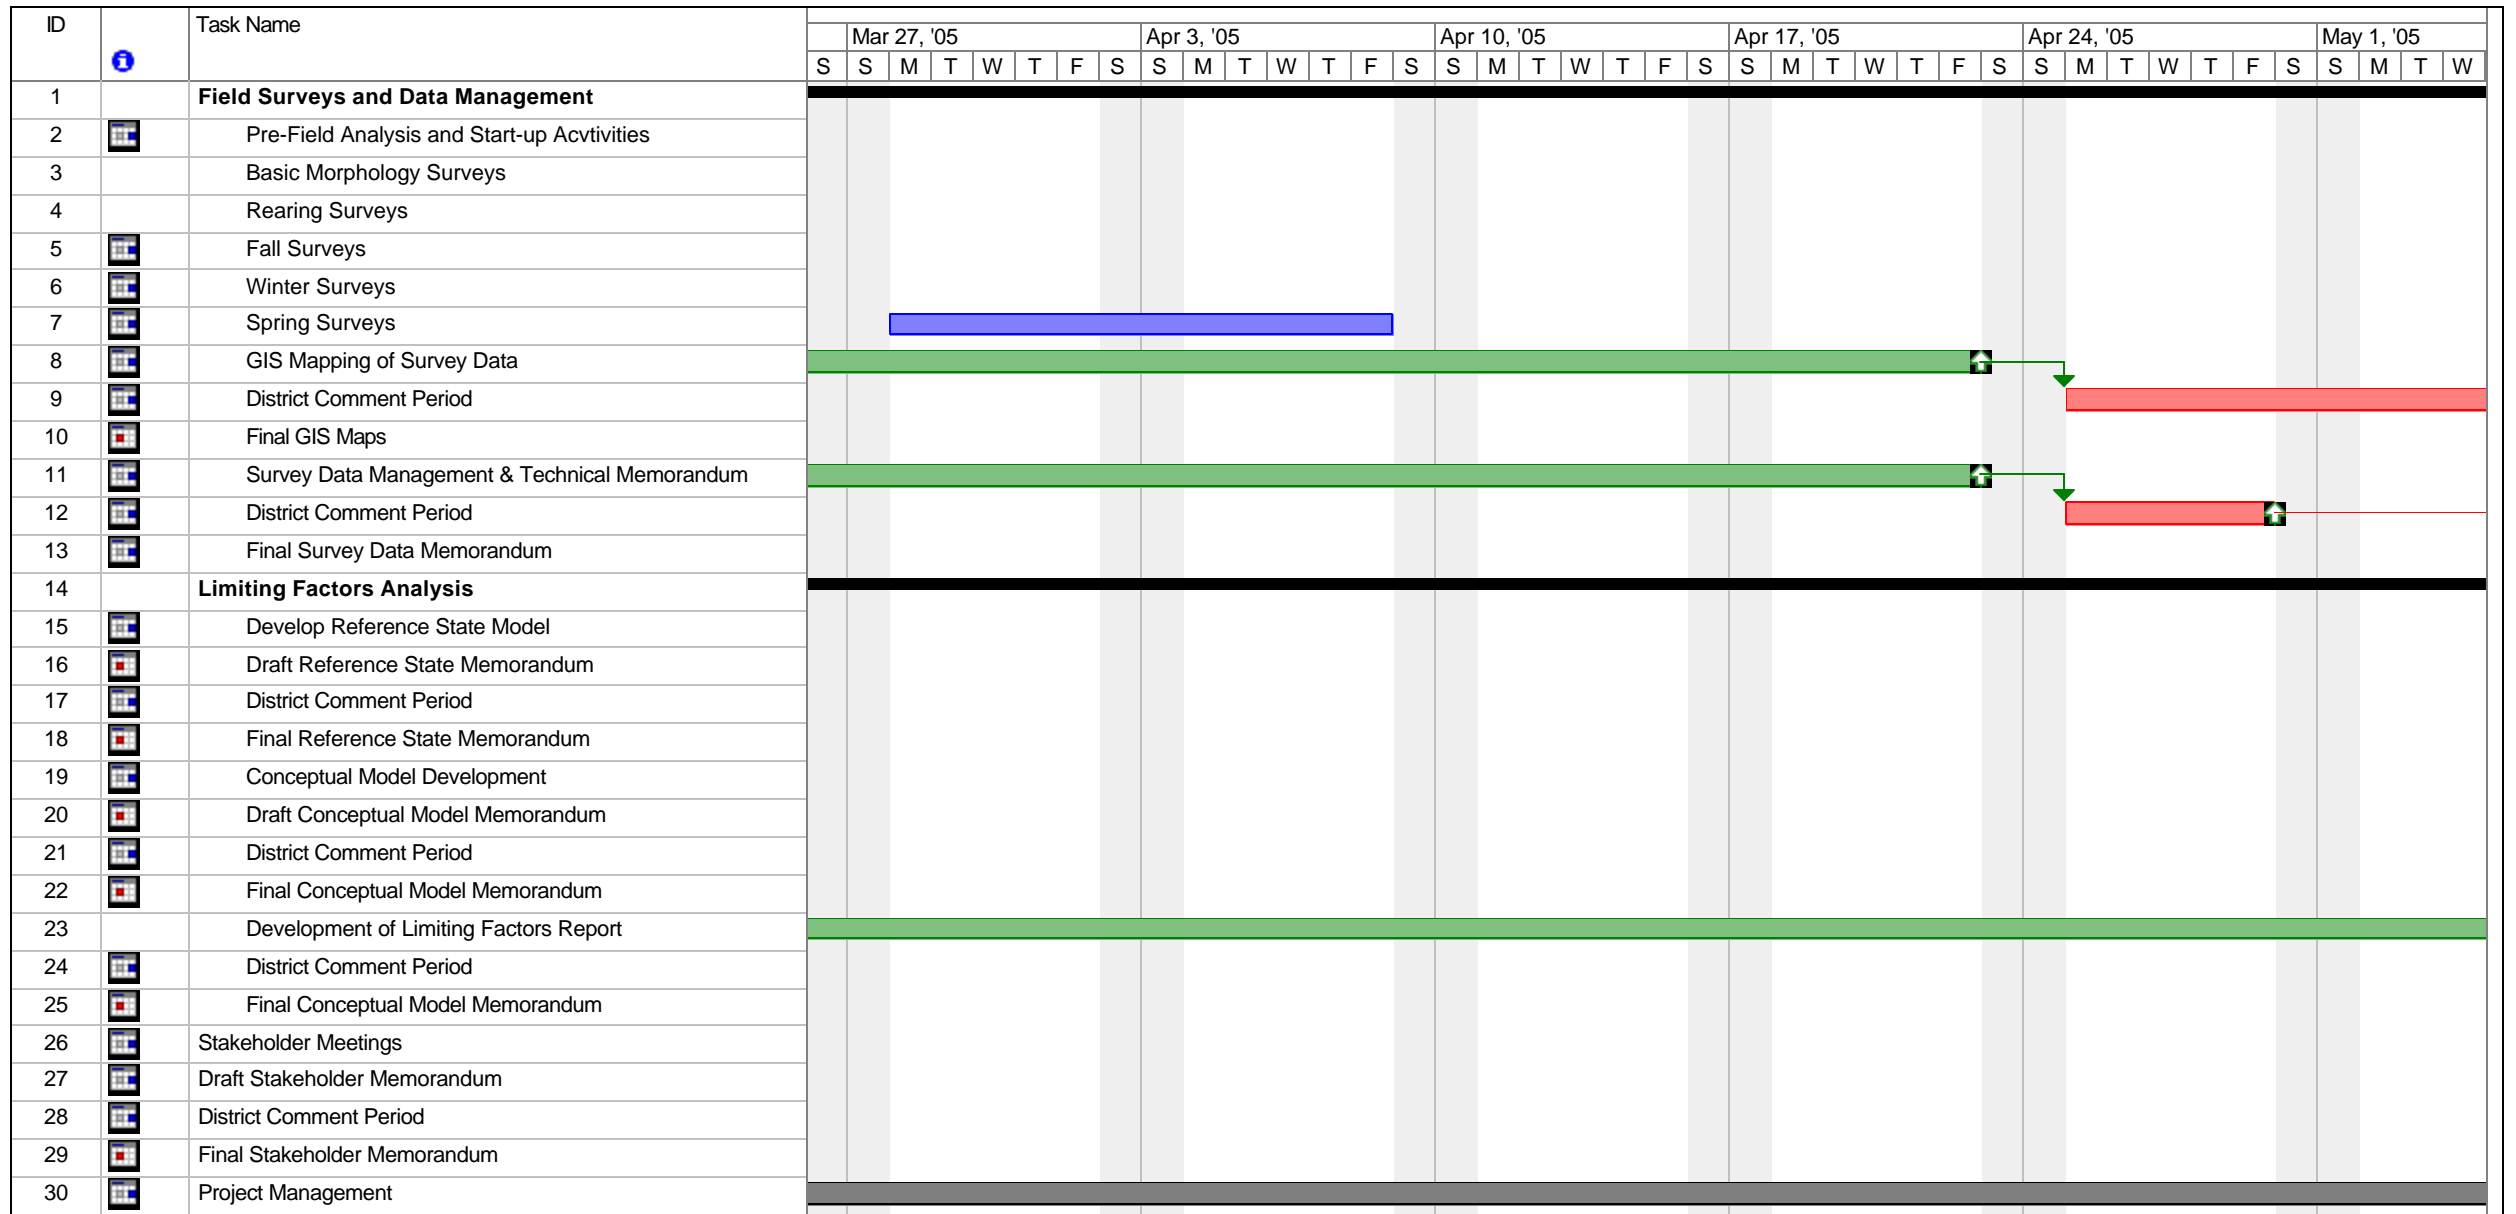 ID Task Name
Mar 27, '05 Apr 3, '05 Apr 10, '05 Apr 17, '05 Apr 24, '05 May 1, '05
S S M T W T F S S M T W T F S S M T W T F S S M T W T F S S M T W T F S S M T W
1 Field Surveys and Data Management
2 Pre-Field Analysis and Start-up Acvtivities
3 Basic Morphology Surveys
4 Rearing Surveys
5 Fall Surveys
6 Winter Surveys
7 Spring Surveys
8 GIS Mapping of Survey Data
9 District Comment Period
10 Final GIS Maps
11 Survey Data Management & Technical Memorandum
12 District Comment Period
13 Final Survey Data Memorandum
14 Limiting Factors Analysis
15 Develop Reference State Model
16 Draft Reference State Memorandum
17 District Comment Period
18 Final Reference State Memorandum
19 Conceptual Model Development
20 Draft Conceptual Model Memorandum
21 District Comment Period
22 Final Conceptual Model Memorandum
23 Development of Limiting Factors Report
24 District Comment Period
25 Final Conceptual Model Memorandum
26 Stakeholder Meetings
27 Draft Stakeholder Memorandum
28 District Comment Period
29 Final Stakeholder Memorandum
30 Project Management